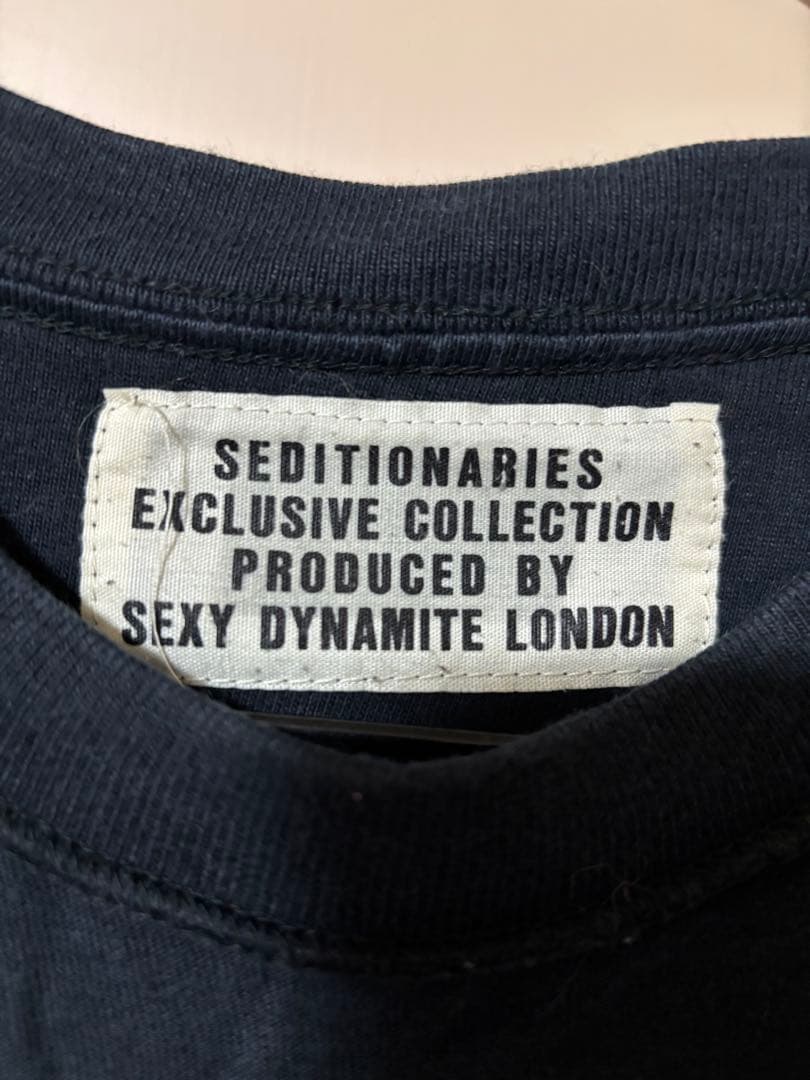 SEDITIONARIES
EXCLUSIVE COLLECTION
PRODUCED BY
SEXY DYNAMITE LONDON